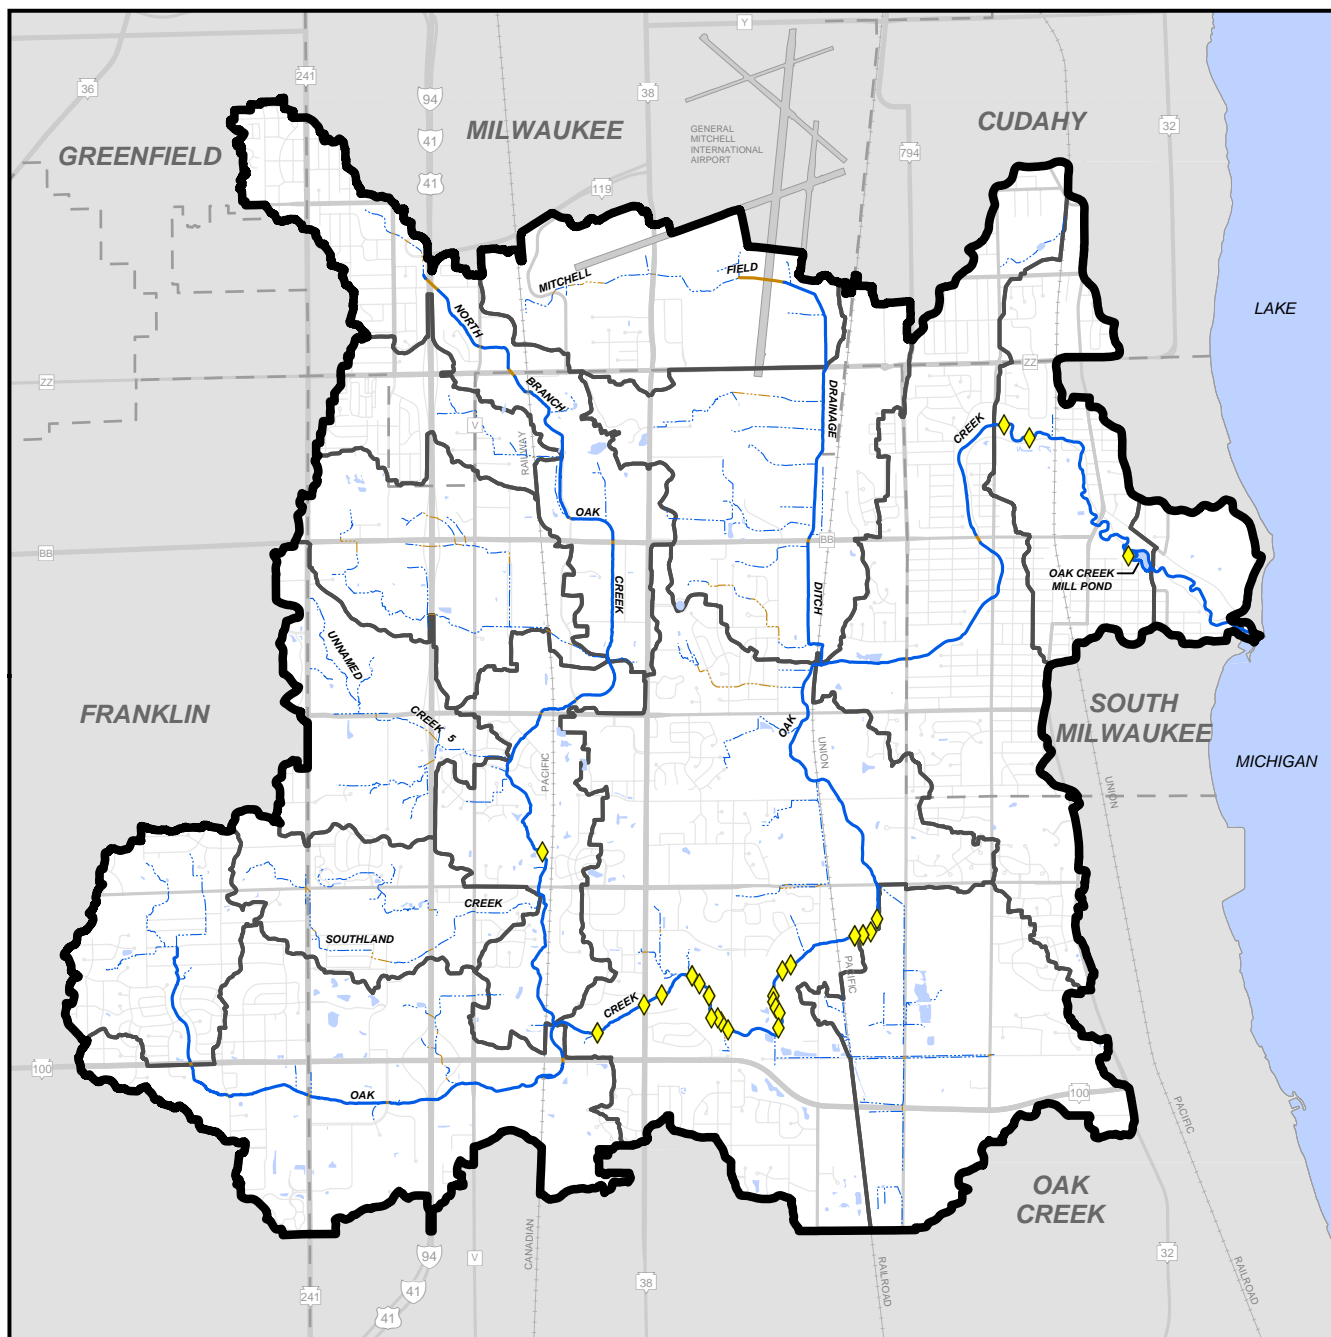 Y
241
36
94
38
MILWAUKEE
CUDAHY
GENERAL
MITCHELL
INTERNATIONAL
AIRPORT
32
41
GREENFIELD
794
41
119
FIELD
MITCHELL
LAKE
NORTH
ZZ
ZZ
BRANCH
DRAINAGE
V
CREEK
RAILWAY
OAK
BB
BB
OAK CREEK
MILL POND
CREEK
DITCH
UNNAMED
FRANKLIN
SOUTH
MILWAUKEE
CREEK 5
OAK
UNION
PACIFIC
MICHIGAN
UNION
CREEK
SOUTHLAND
PACIFIC
CREEK
100
OAK
100
PACIFIC
OAK
CREEK
CANADIAN
94
V
32
38
RAILROAD
RAILROAD
41
241
41